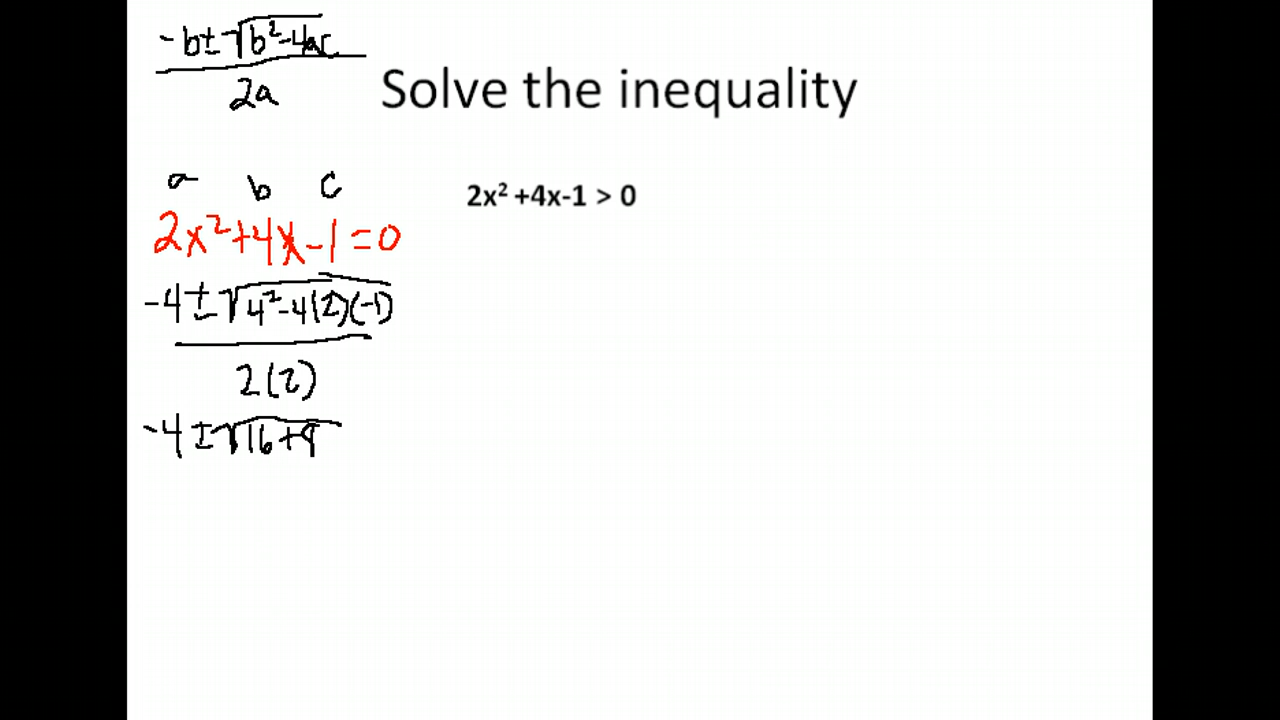 -b±√b²-4ac
2a
Solve the inequality
a b c
2x² +4x-1 > 0
2x²+4x-1=0
-4±√4²-4(2)(-1)
2(2)
-4±√16+8